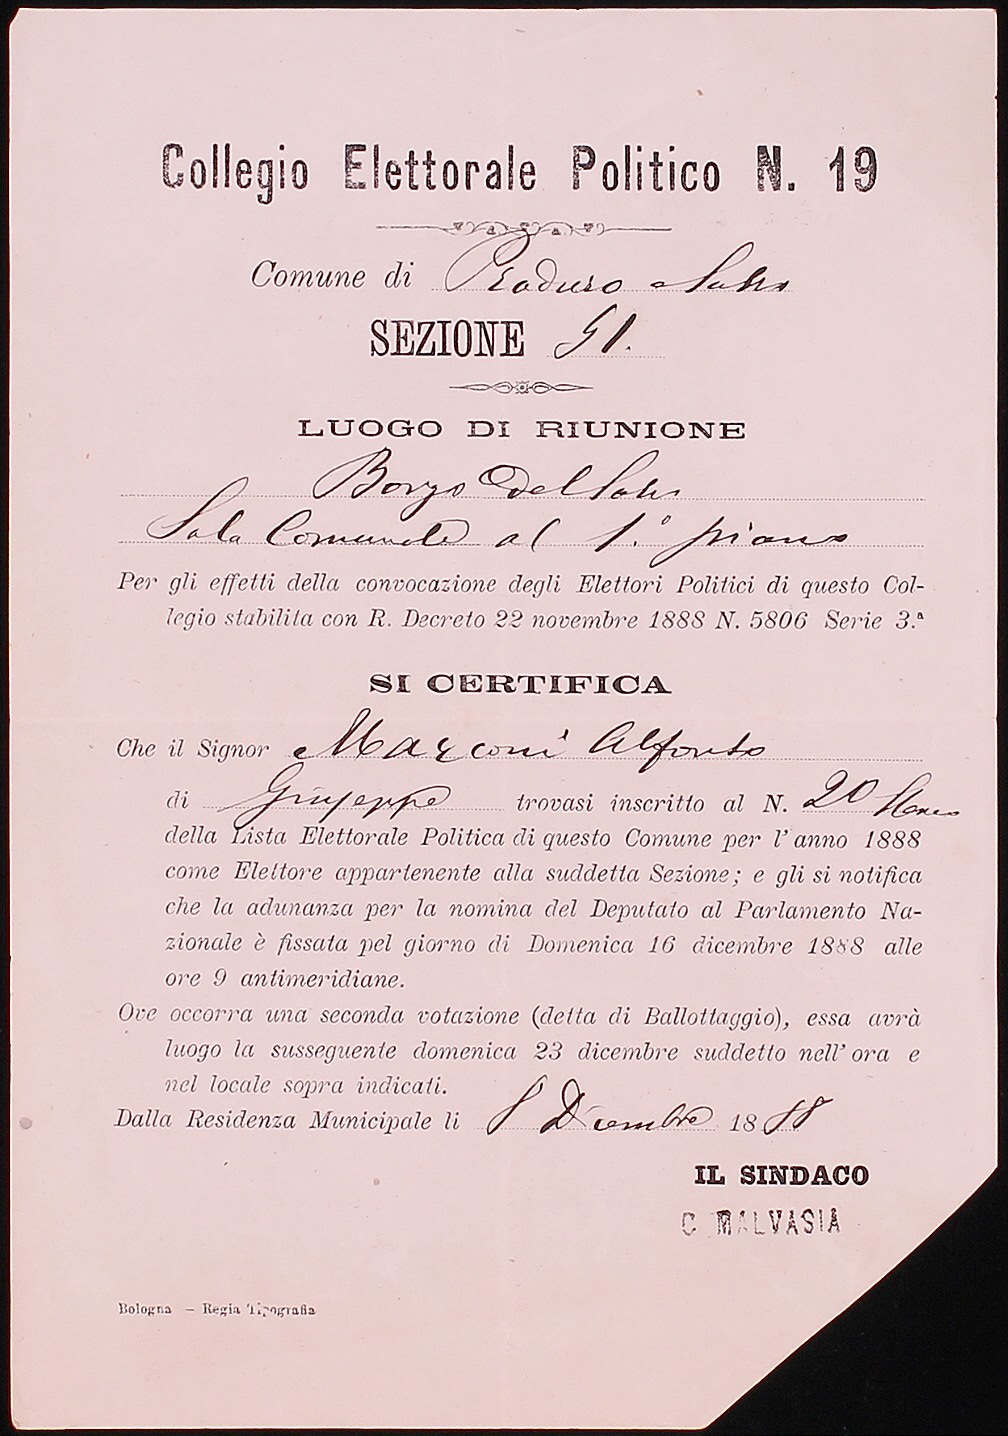 Collegio Elettorale Politico N. 19
Comune di Praduro e Sasso
SEZIONE 51.
LUOGO DI RIUNIONE
Borgo del Sasso
Sala Comunale al 1.° piano
Per gli effetti della convocazione degli Elettori Politici di questo Col-
legio stabilita con R. Decreto 22 novembre 1888 N. 5806 Serie 3.ª
SI CERTIFICA
Che il Signor Marconi Alfonso
di Giuseppe trovasi inscritto al N. 20
della Lista Elettorale Politica di questo Comune per l'anno 1888
come Elettore appartenente alla suddetta Sezione; e gli si notifica
che la adunanza per la nomina del Deputato al Parlamento Na-
zionale è fissata pel giorno di Domenica 16 dicembre 1888 alle
ore 9 antimeridiane.
Ove occorra una seconda votazione (detta di Ballottaggio), essa avrà
luogo la susseguente domenica 23 dicembre suddetto nell'ora e
nel locale sopra indicati.
Dalla Residenza Municipale li 8 Dicembre 1888
IL SINDACO
C MALVASIA
Bologna — Regia Tipografia